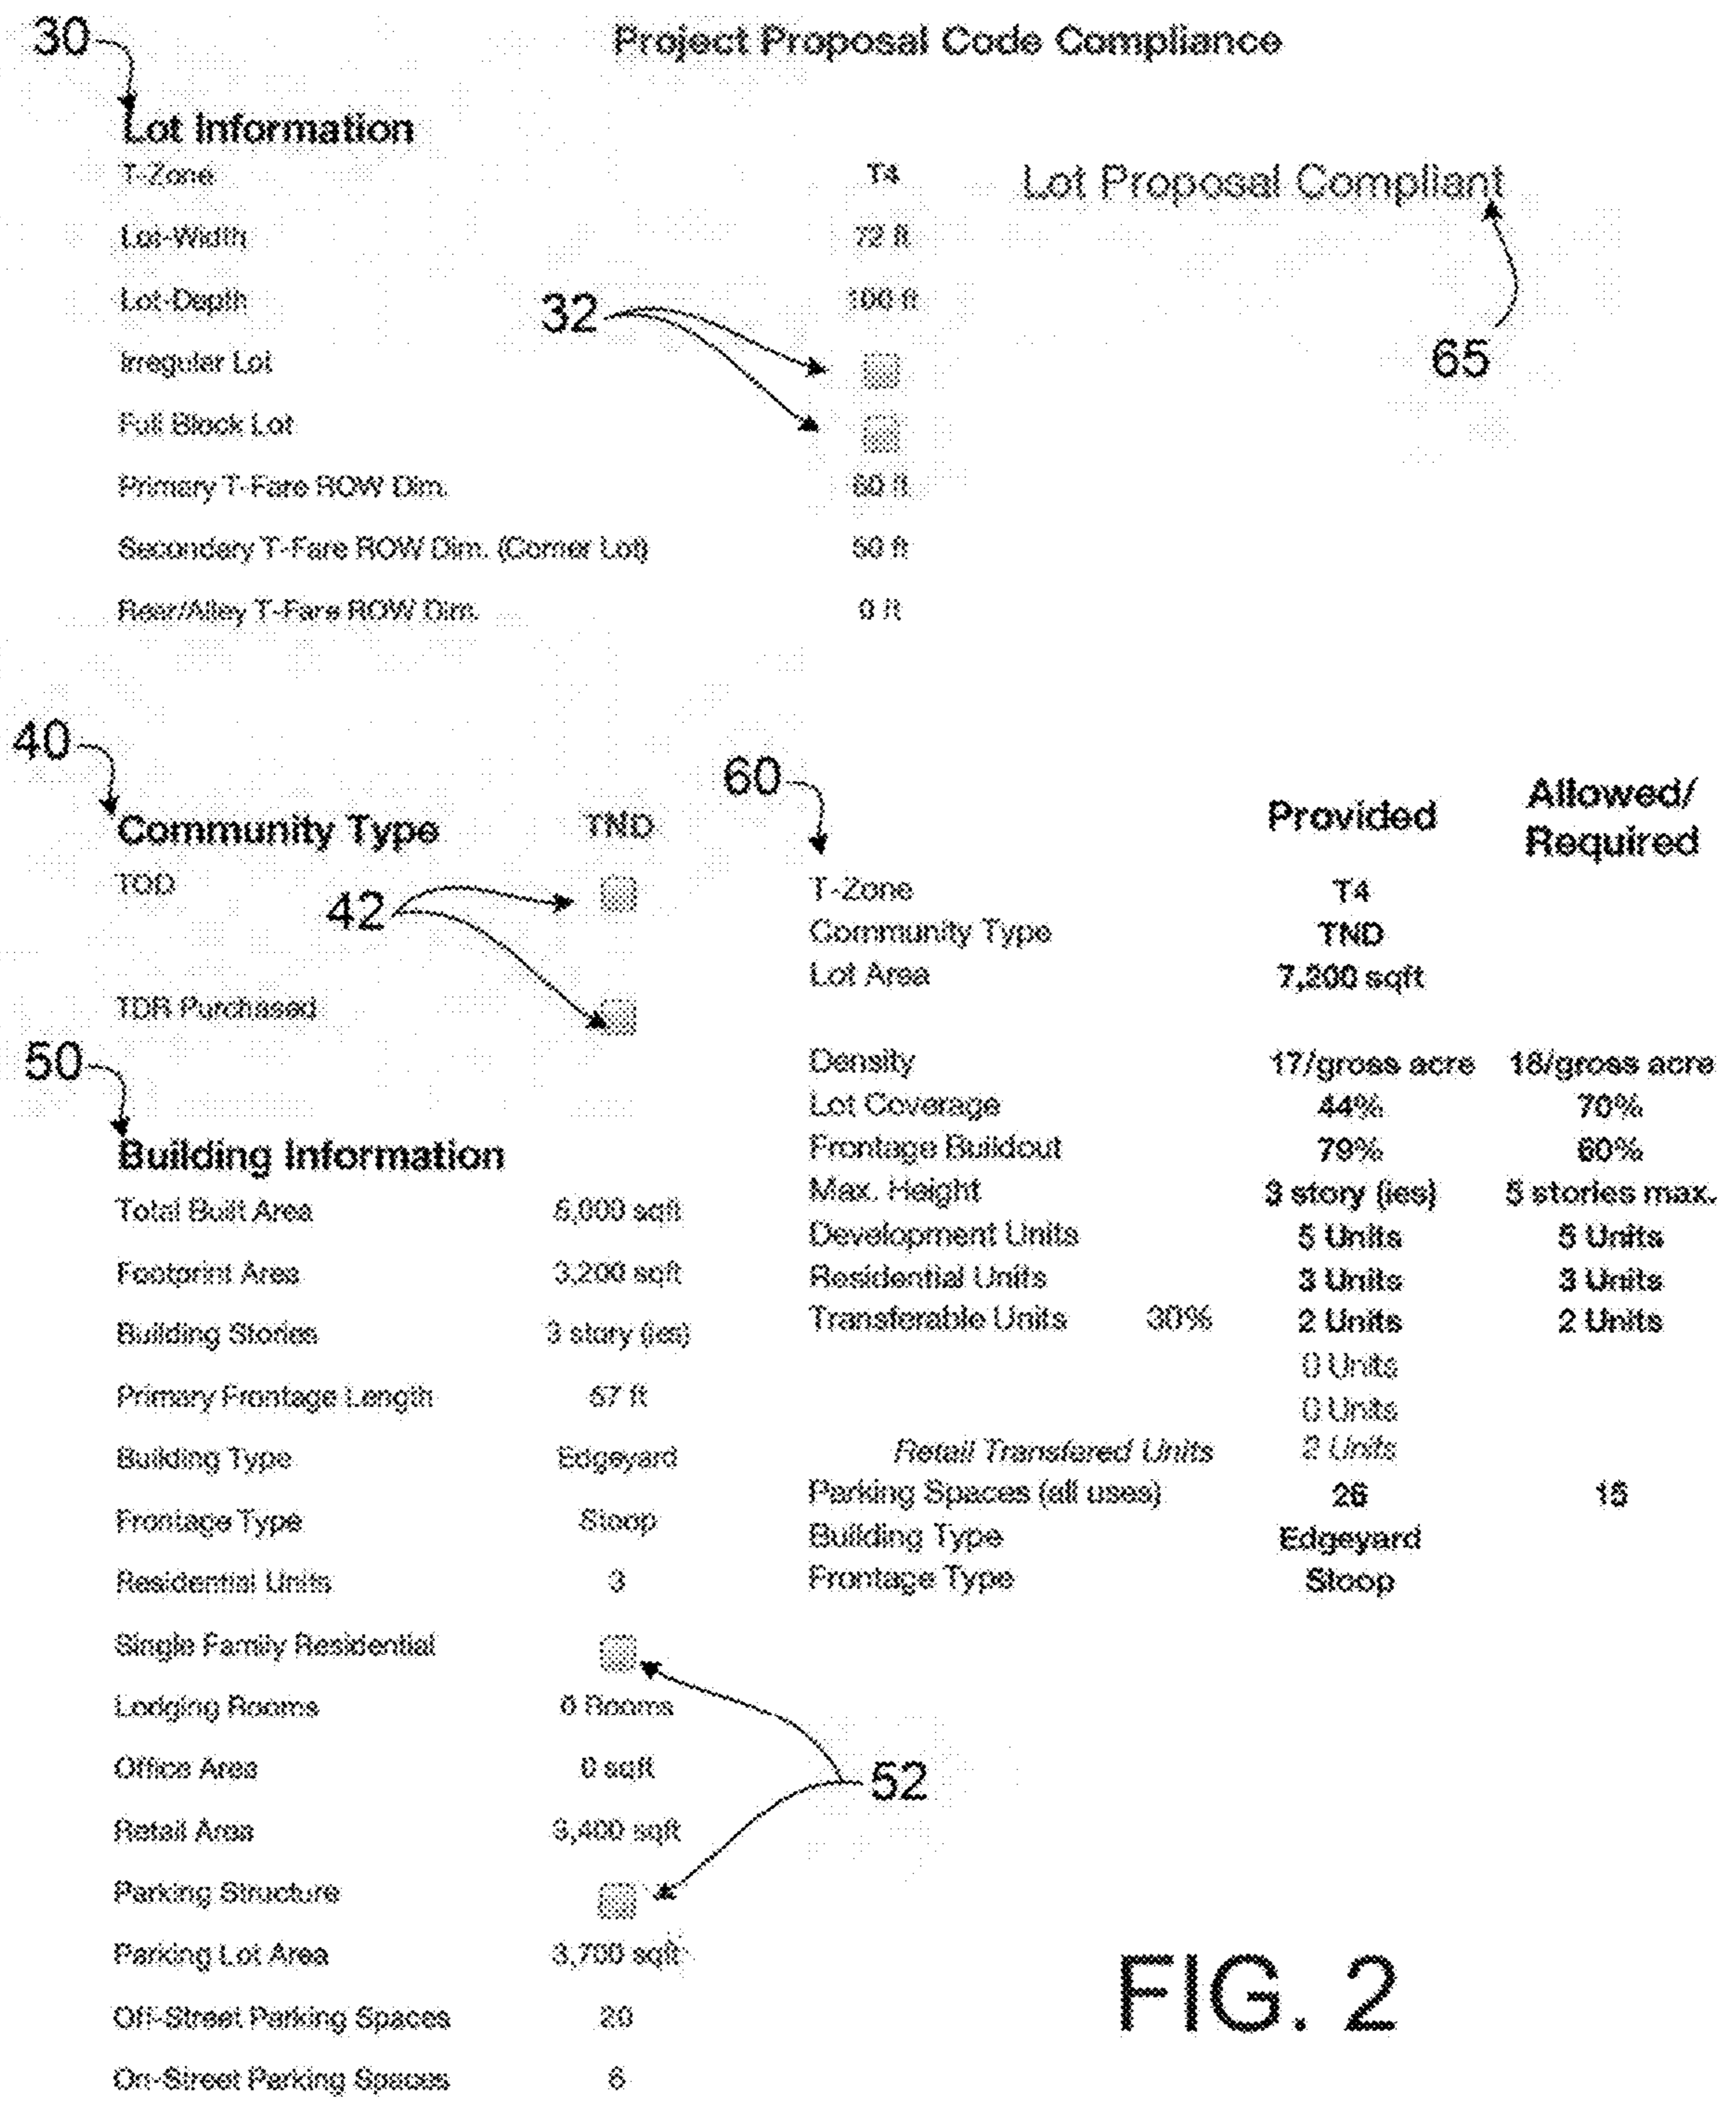 Project Proposal Code Compliance
30
Lot Information
T-Zone T4
Lot Proposal Compliant
65
Lot-Width 72 ft
Lot-Depth 100 ft
32
Irregular Lot
Full Block Lot
Primary T-Fare ROW Dim. 60 ft
Secondary T-Fare ROW Dim. (Corner Lot) 50 ft
Rear/Alley T-Fare ROW Dim. 0 ft
40
Community Type TND
TOD
42
TDR Purchased
50
Building Information
Total Built Area 6,000 sqft
Footprint Area 3,200 sqft
Building Stories 3 story (ies)
Primary Frontage Length 57 ft
Building Type Edgeyard
Frontage Type Stoop
Residential Units 3
Single Family Residential
Lodging Rooms 0 Rooms
52
Office Area 0 sqft
Retail Area 3,400 sqft
Parking Structure
Parking Lot Area 3,700 sqft
Off-Street Parking Spaces 20
On-Street Parking Spaces 6
60
Provided Allowed/
Required
T-Zone T4
Community Type TND
Lot Area 7,200 sqft
Density 17/gross acre 18/gross acre
Lot Coverage 44% 70%
Frontage Buildout 79% 60%
Max. Height 3 story (ies) 5 stories max.
Development Units 5 Units 5 Units
Residential Units 3 Units 3 Units
Transferable Units 30% 2 Units 2 Units
0 Units
0 Units
Retail Transfered Units 2 Units
Parking Spaces (all uses) 26 15
Building Type Edgeyard
Frontage Type Stoop
FIG. 2